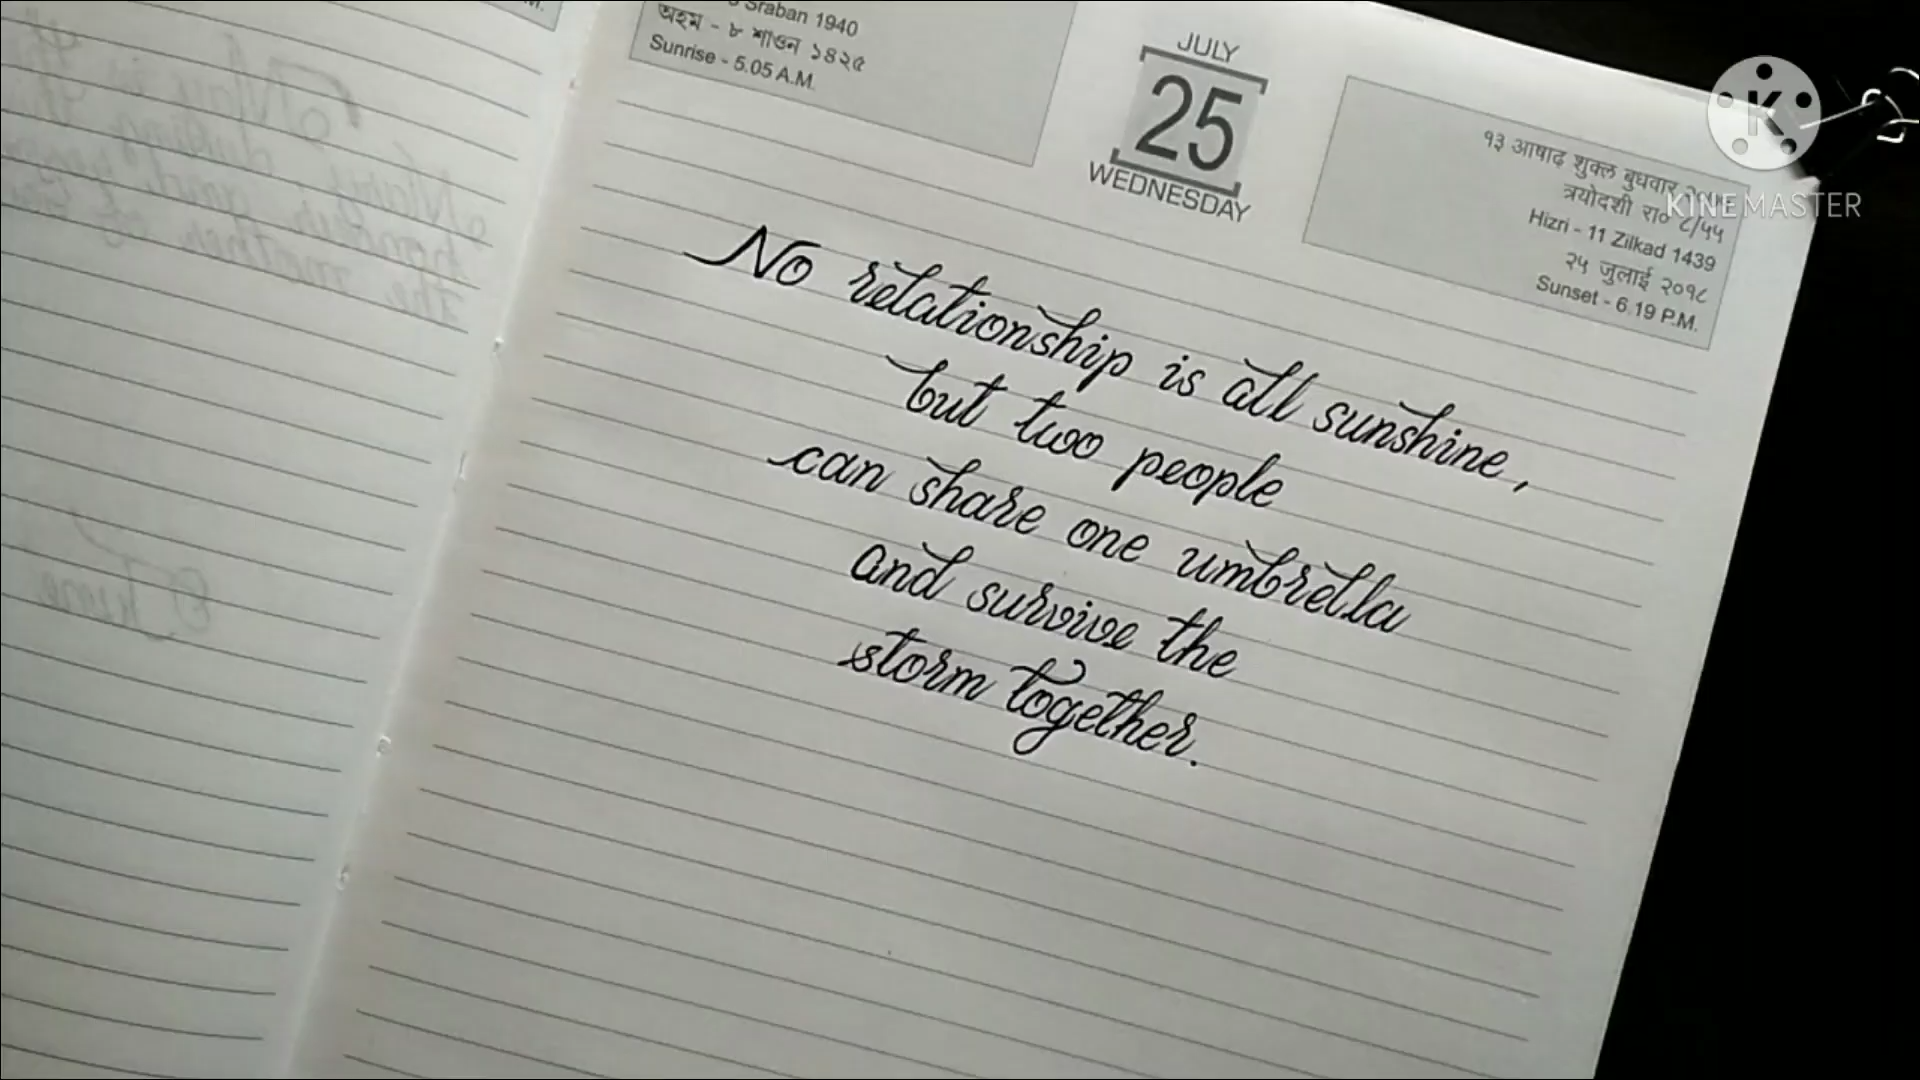 Sraban 1940
অহম - ৮ শাওন ১৪২৫
Sunrise - 5.05 A.M.
JULY
25
WEDNESDAY
१३ आषाढ़ शुक्ल बुधवार
त्रयोदशी रा० ८/५५
Hizri - 11 Zilkad 1439
२५ जुलाई २०१८
Sunset - 6.19 P.M.
K
KINEMASTER
No relationship is all sunshine,
but two people
can share one umbrella
and survive the
storm together.